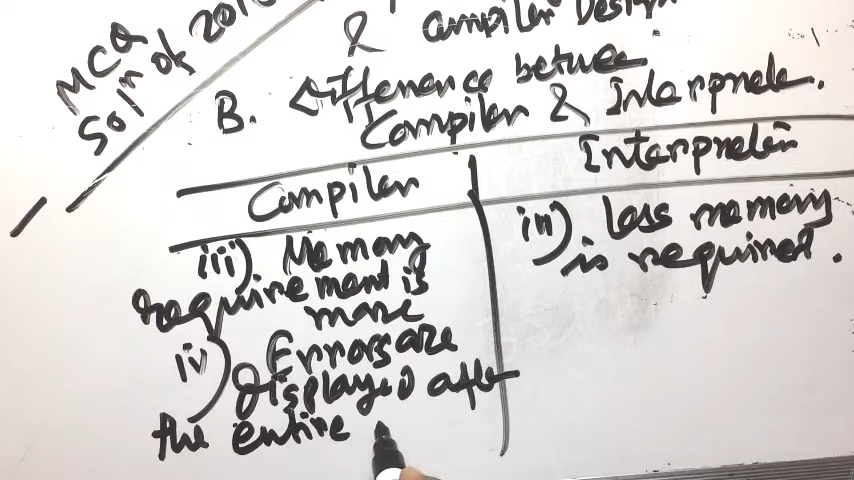 MCQ
Solⁿ of 201
& Compiler Design
B. Difference between
Compiler & Interpreter.
Compiler
Interpreter
iii) Memory
requirement is
more
iv) Errors are
displayed after
the entire
iii) Less memory
is required.